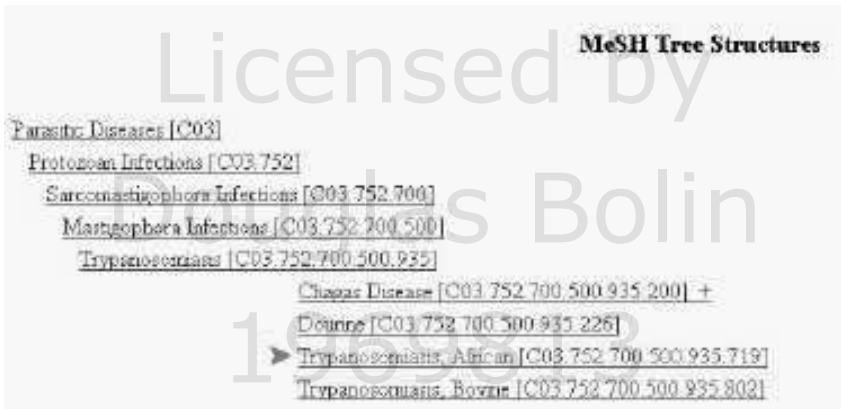 MeSH Tree Structures
Parasitic Diseases [C03]
Protozoan Infections [C03.752]
Sarcomastigophora Infections [C03.752.700]
Mastigophora Infections [C03.752.700.500]
Trypanosomiasis [C03.752.700.500.935]
Chagas Disease [C03.752.700.500.935.200] +
Dourine [C03.752.700.500.935.226]
Trypanosomiasis, African [C03.752.700.500.935.719]
Trypanosomiasis, Bovine [C03.752.700.500.935.802]
Licensed by
Douglas Bolin
1969813